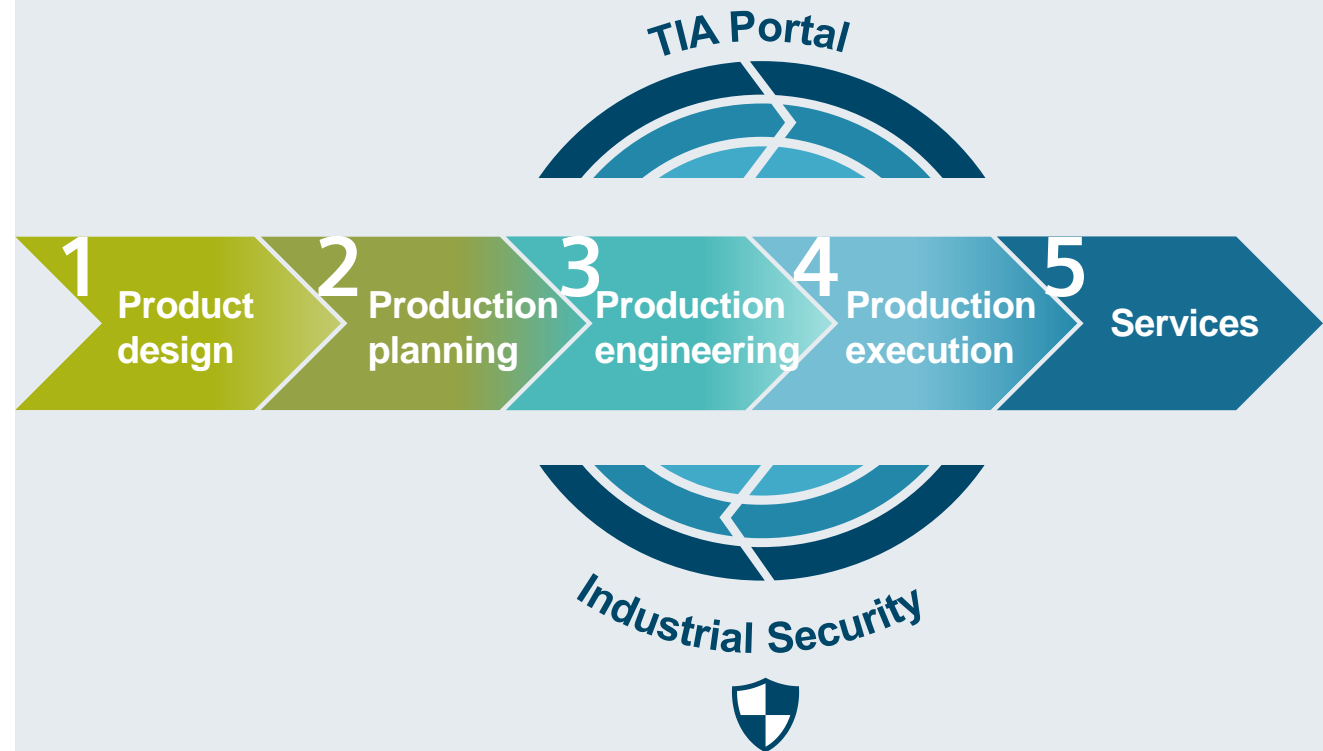 TIA Portal
1
Product
design
2
Production
planning
3
Production
engineering
4
Production
execution
5
Services
Industrial Security